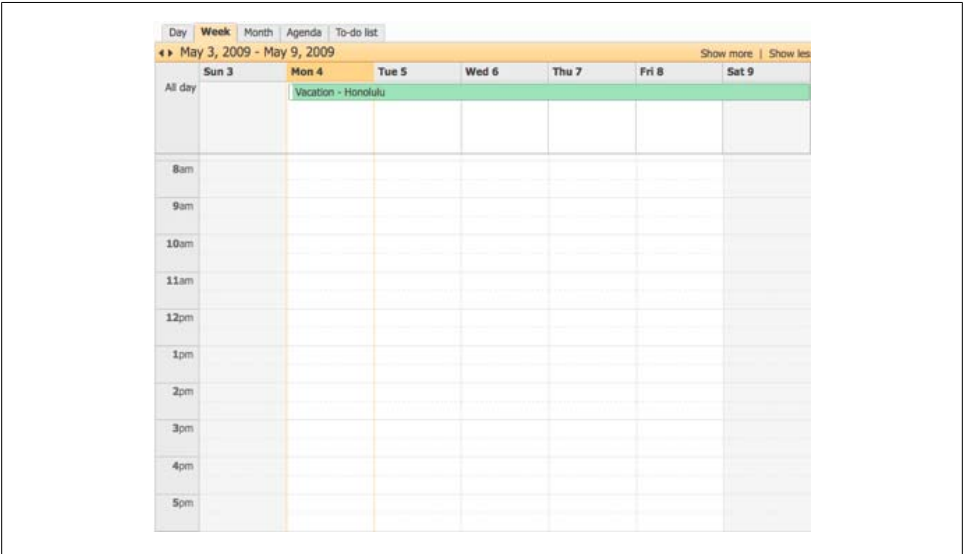 Day Week Month Agenda To-do list
May 3, 2009 - May 9, 2009 Show more | Show les
Sun 3 Mon 4 Tue 5 Wed 6 Thu 7 Fri 8 Sat 9
All day Vacation - Honolulu
8am
9am
10am
11am
12pm
1pm
2pm
3pm
4pm
5pm